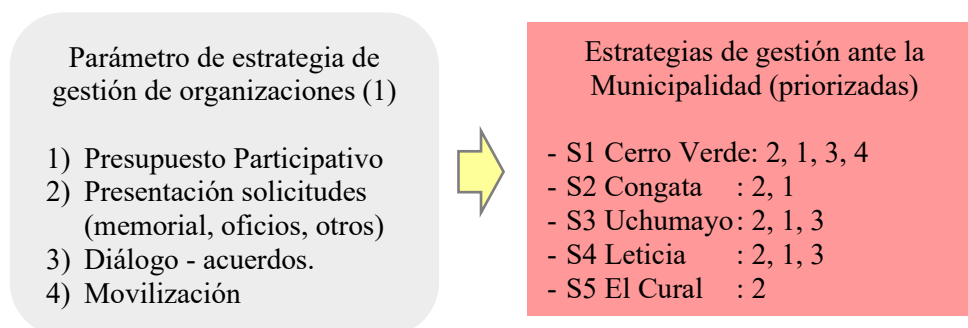 Parámetro de estrategia de
gestión de organizaciones (1)
1) Presupuesto Participativo
2) Presentación solicitudes
(memorial, oficios, otros)
3) Diálogo - acuerdos.
4) Movilización
Estrategias de gestión ante la
Municipalidad (priorizadas)
- S1 Cerro Verde: 2, 1, 3, 4
- S2 Congata : 2, 1
- S3 Uchumayo: 2, 1, 3
- S4 Leticia : 2, 1, 3
- S5 El Cural : 2